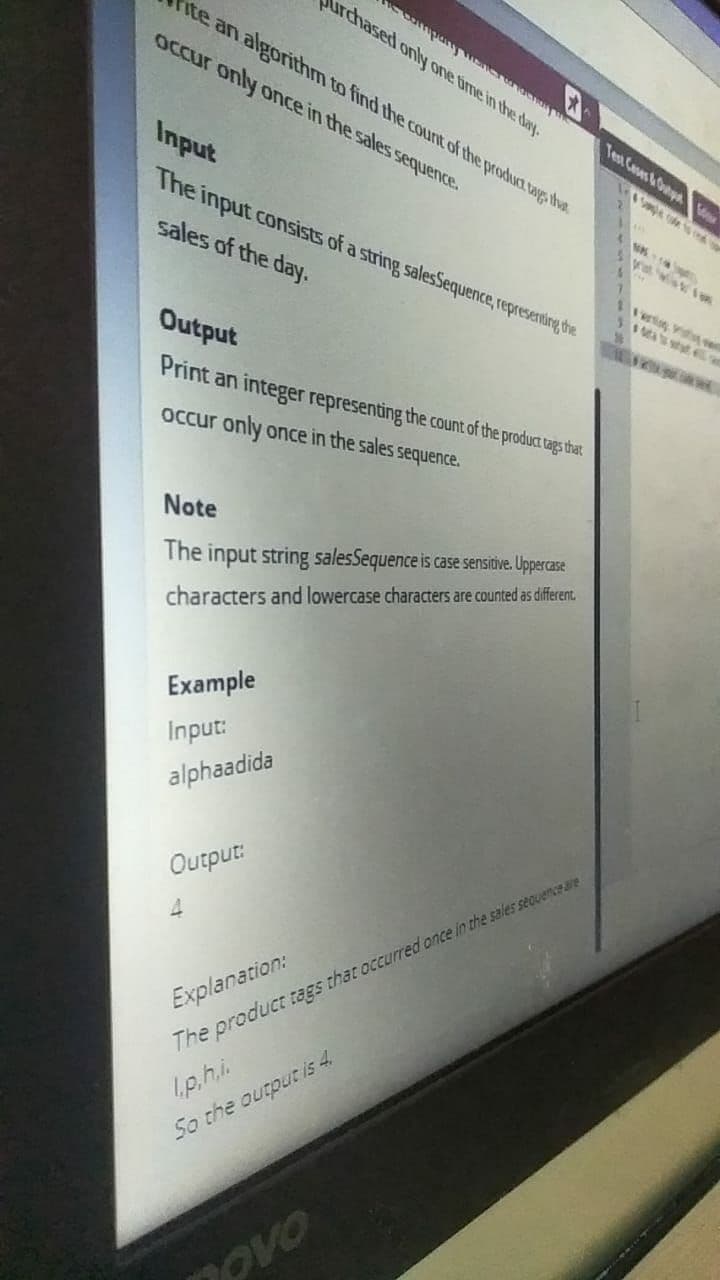 purchased only one time in the day.
Write an algorithm to find the count of the product tags that
occur only once in the sales sequence.
Input
The input consists of a string salesSequence, representing the
sales of the day.
Output
Print an integer representing the count of the product tags that
occur only once in the sales sequence.
Note
The input string salesSequence is case sensitive. Uppercase
characters and lowercase characters are counted as different.
Example
Input:
alphaadida
Output:
4
Explanation:
The product tags that occurred once in the sales sequence are
l,p,h,i.
So the output is 4.
Test Cases & Output
novo